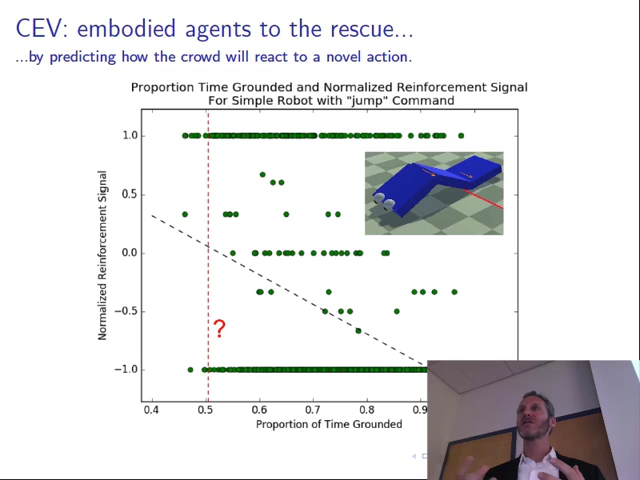 CEV: embodied agents to the rescue...
...by predicting how the crowd will react to a novel action.
Proportion Time Grounded and Normalized Reinforcement Signal
For Simple Robot with "jump" Command
Normalized Reinforcement Signal
1.0
0.5
0.0
−0.5
−1.0
?
0.4 0.5 0.6 0.7 0.8 0.9
Proportion of Time Grounded